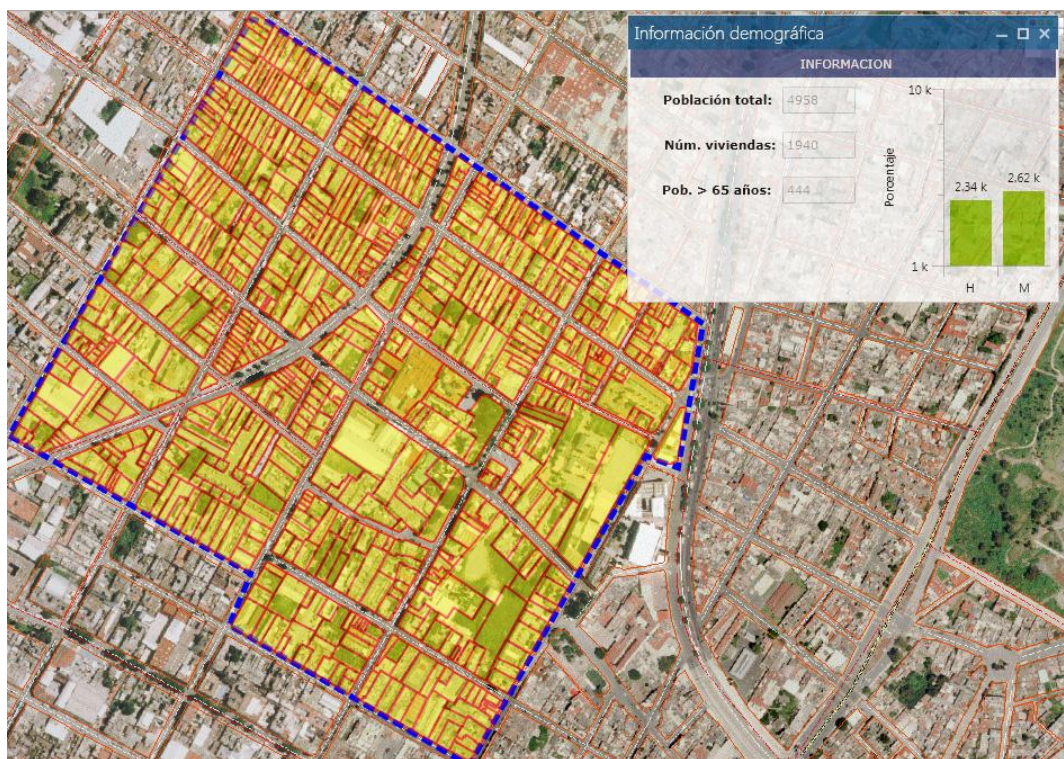 Información demográfica
INFORMACION
Población total: 4958
Núm. viviendas: 1940
Pob. > 65 años: 444
Porcentaje
10 k
2.34 k
2.62 k
1 k
H M